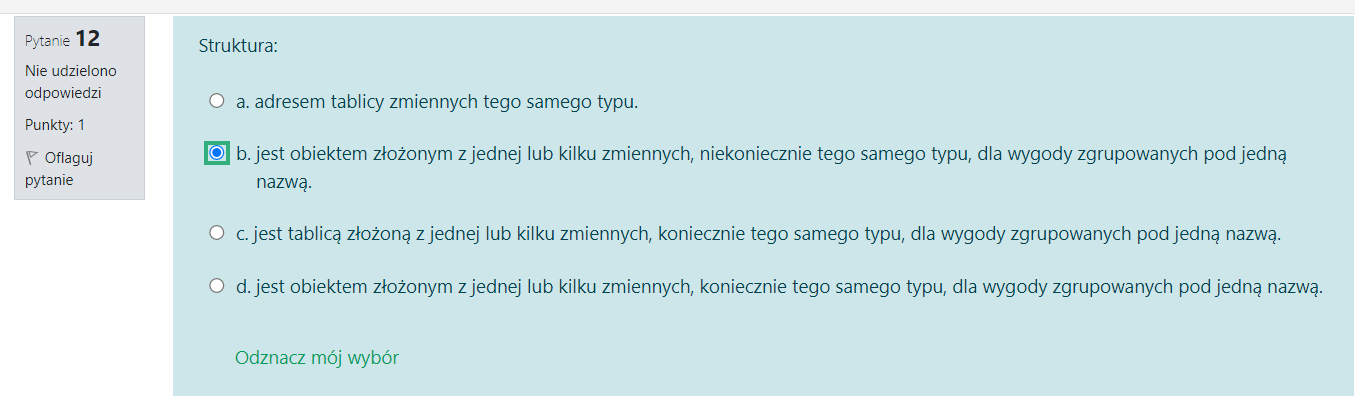 Pytanie 12
Nie udzielono
odpowiedzi
Punkty: 1
Oflaguj
pytanie
Struktura:
a. adresem tablicy zmiennych tego samego typu.
b. jest obiektem złożonym z jednej lub kilku zmiennych, niekoniecznie tego samego typu, dla wygody zgrupowanych pod jedną
nazwą.
c. jest tablicą złożoną z jednej lub kilku zmiennych, koniecznie tego samego typu, dla wygody zgrupowanych pod jedną nazwą.
d. jest obiektem złożonym z jednej lub kilku zmiennych, koniecznie tego samego typu, dla wygody zgrupowanych pod jedną nazwą.
Odznacz mój wybór